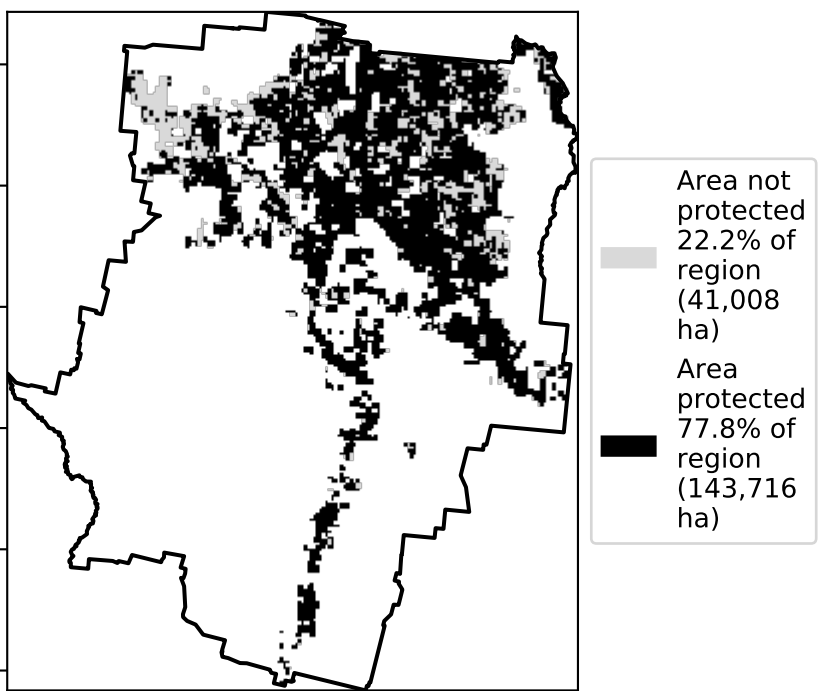 Area not
protected
22.2% of
region
(41,008
ha)
Area
protected
77.8% of
region
(143,716
ha)